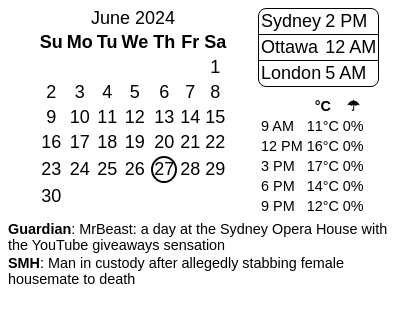 June 2024
Su Mo Tu We Th Fr Sa
1
2 3 4 5 6 7 8
9 10 11 12 13 14 15
16 17 18 19 20 21 22
23 24 25 26 27 28 29
30
Sydney 2 PM
Ottawa 12 AM
London 5 AM
°C ☂
9 AM 11°C 0%
12 PM 16°C 0%
3 PM 17°C 0%
6 PM 14°C 0%
9 PM 12°C 0%
Guardian: MrBeast: a day at the Sydney Opera House with
the YouTube giveaways sensation
SMH: Man in custody after allegedly stabbing female
housemate to death